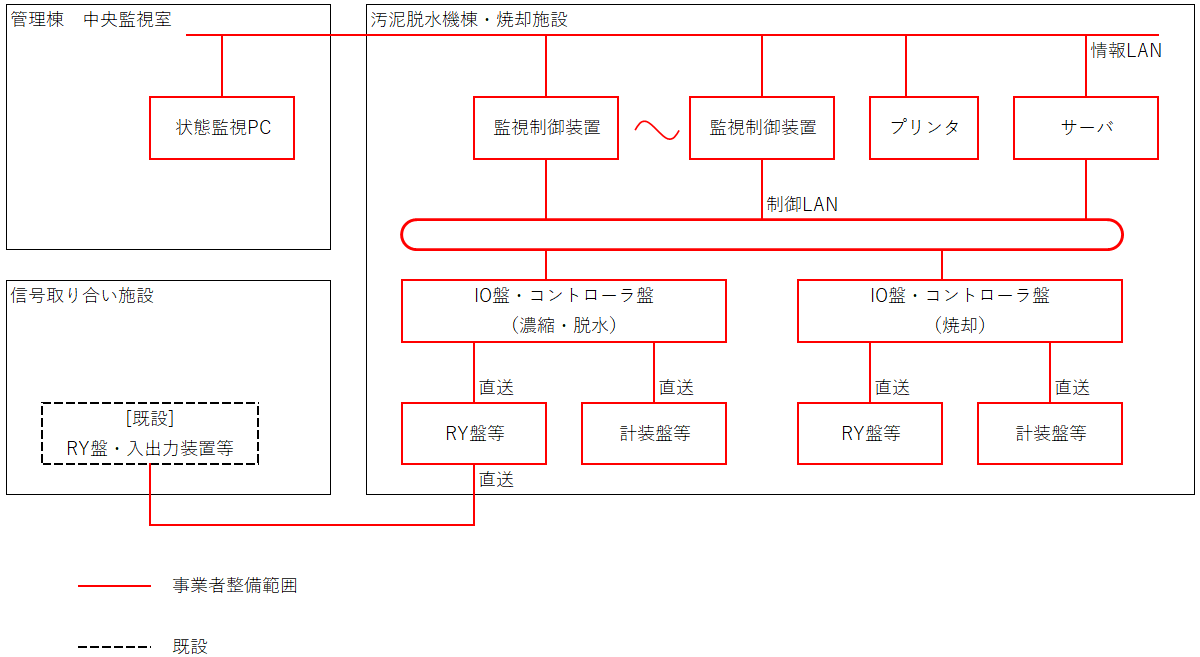 管理棟　中央監視室
汚泥脱水機棟・焼却施設
情報LAN
状態監視PC
監視制御装置
監視制御装置
プリンタ
サーバ
制御LAN
信号取り合い施設
IO盤・コントローラ盤
（濃縮・脱水）
IO盤・コントローラ盤
（焼却）
直送
直送
直送
直送
[既設]
RY盤・入出力装置等
RY盤等
計装盤等
RY盤等
計装盤等
直送
事業者整備範囲
既設